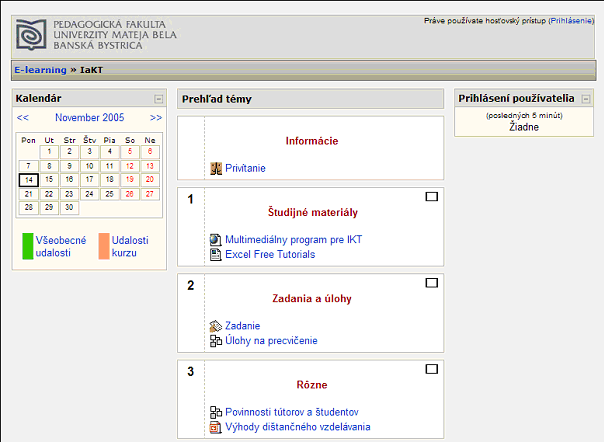 PEDAGOGICKÁ FAKULTA
UNIVERZITY MATEJA BELA
BANSKÁ BYSTRICA
Práve používate hosťovský prístup (Prihlásenie)
E-learning » IaKT
Kalendár
<< November 2005 >>
Pon Ut Str Štv Pia So Ne
1 2 3 4 5 6
7 8 9 10 11 12 13
14 15 16 17 18 19 20
21 22 23 24 25 26 27
28 29 30
Všeobecné udalosti
Udalosti kurzu
Prehľad témy
Informácie
Privítanie
1
Študijné materiály
Multimediálny program pre IKT
Excel Free Tutorials
2
Zadania a úlohy
Zadanie
Úlohy na precvičenie
3
Rôzne
Povinnosti tútorov a študentov
Výhody dištančného vzdelávania
Prihlásení používatelia
(posledných 5 minút)
Žiadne